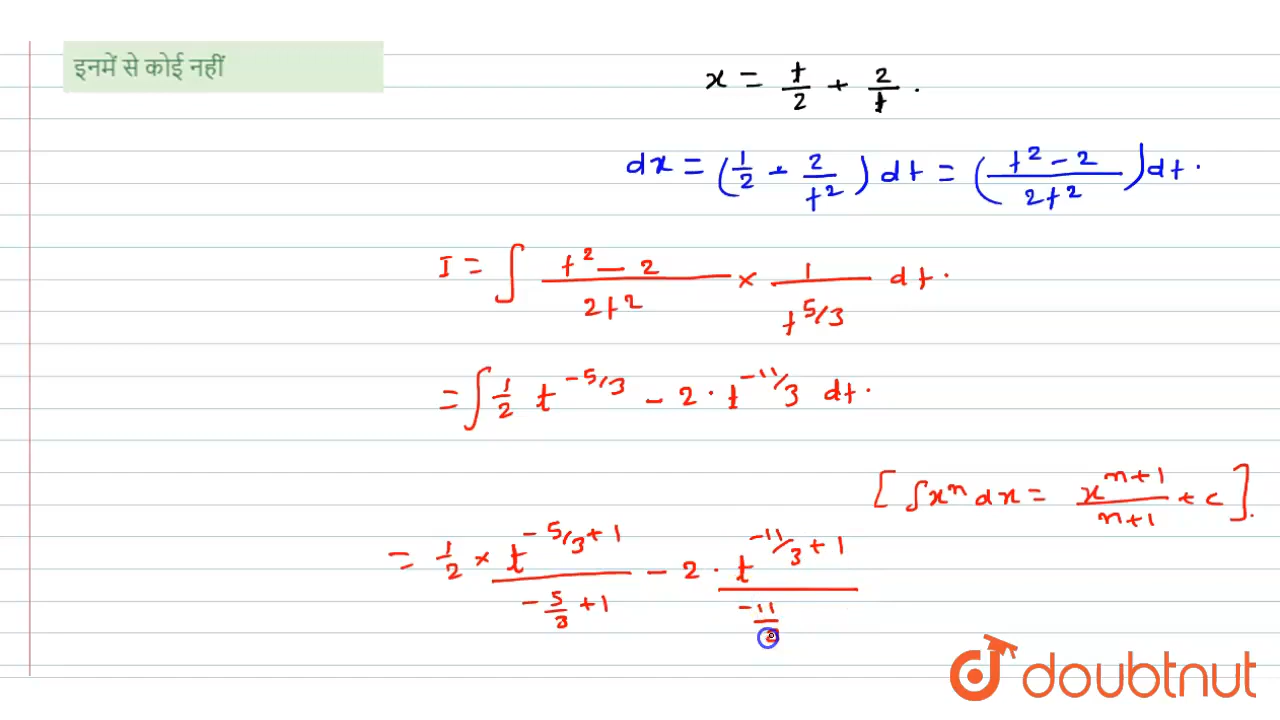 इनमें से कोई नहीं
x = t/2 + 2/t .
dx = (1/2 - 2/t²) dt = (t² - 2 / 2t²) dt .
I = ∫ t² - 2 / 2t² × 1 / t^5/3 dt .
= ∫ 1/2 t^-5/3 - 2 . t^-11/3 dt .
[∫xⁿ dx = x^n+1 / n+1 + c] .
= 1/2 × t^-5/3+1 / -5/3+1 - 2 . t^-11/3+1 / -11/3
doubtnut